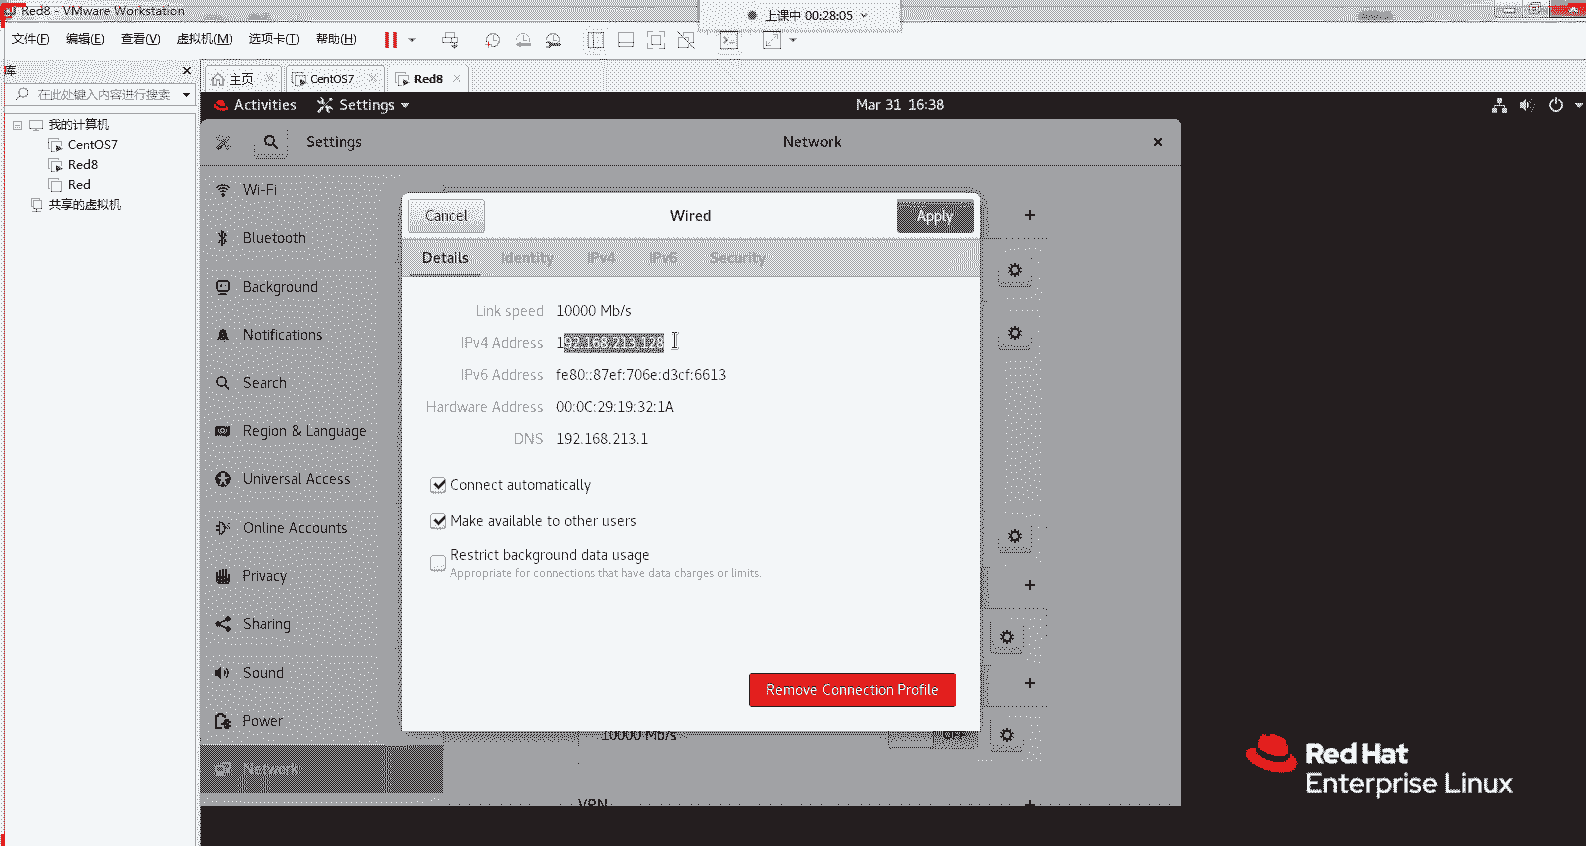 Red8 - VMware Workstation
上课中 00:28:05
文件(F) 编辑(E) 查看(V) 虚拟机(M) 选项卡(T) 帮助(H)
库
主页 CentOS7 Red8
在此处键入内容进行搜索
我的计算机
CentOS7
Red8
Red
共享的虚拟机
Activities Settings Mar 31 16:38
Settings Network
Wi-Fi
Bluetooth
Background
Notifications
Search
Region & Language
Universal Access
Online Accounts
Privacy
Sharing
Sound
Power
Network
Cancel Wired Apply
Details Identity IPv4 IPv6 Security
Link speed 10000 Mb/s
IPv4 Address 192.168.213.128
IPv6 Address fe80::87ef:706e:d3cf:6613
Hardware Address 00:0C:29:19:32:1A
DNS 192.168.213.1
Connect automatically
Make available to other users
Restrict background data usage
Appropriate for connections that have data charges or limits.
Remove Connection Profile
10000 Mb/s OFF
VPN
Red Hat
Enterprise Linux